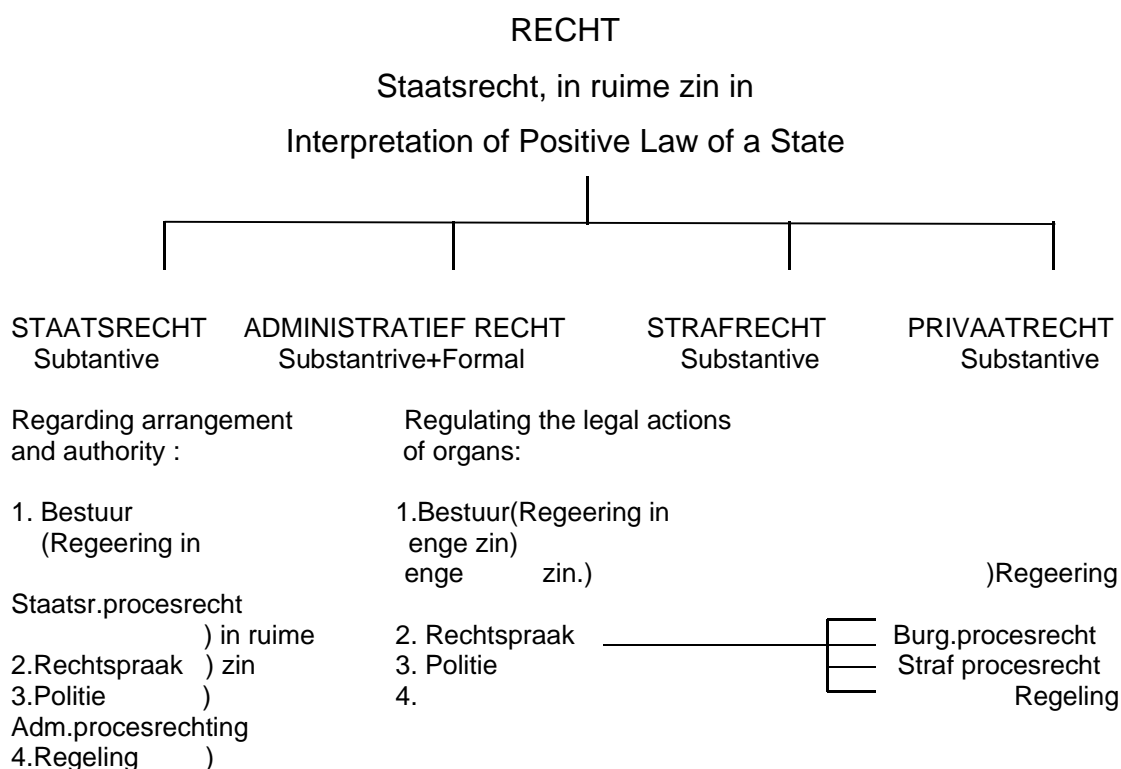 RECHT
Staatsrecht, in ruime zin in
Interpretation of Positive Law of a State
STAATSRECHT ADMINISTRATIEF RECHT STRAFRECHT PRIVAATRECHT
Subtantive Substantrive+Formal Substantive Substantive
Regarding arrangement Regulating the legal actions
and authority : of organs:
1. Bestuur 1.Bestuur(Regeering in
(Regeering in enge zin)
enge zin.) )Regeering
Staatsr.procesrecht
) in ruime 2. Rechtspraak Burg.procesrecht
2.Rechtspraak ) zin 3. Politie Straf procesrecht
3.Politie ) 4. Regeling
Adm.procesrechting
4.Regeling )